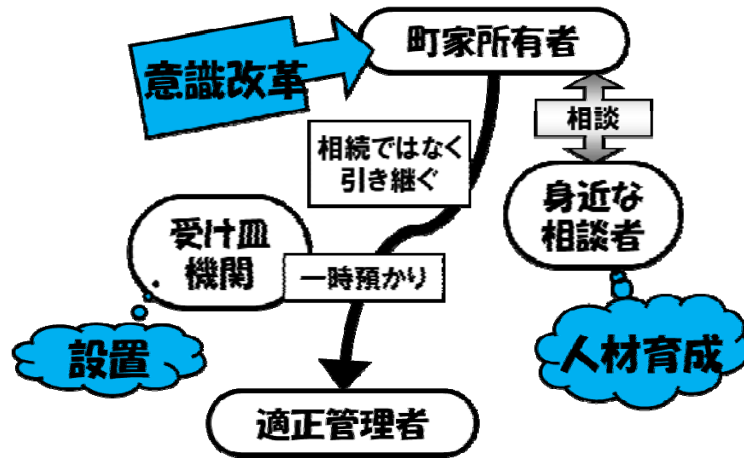 町家所有者
意識改革
相談
相続ではなく
引き継ぐ
身近な
相談者
受け皿
機関
一時預かり
人材育成
設置
適正管理者